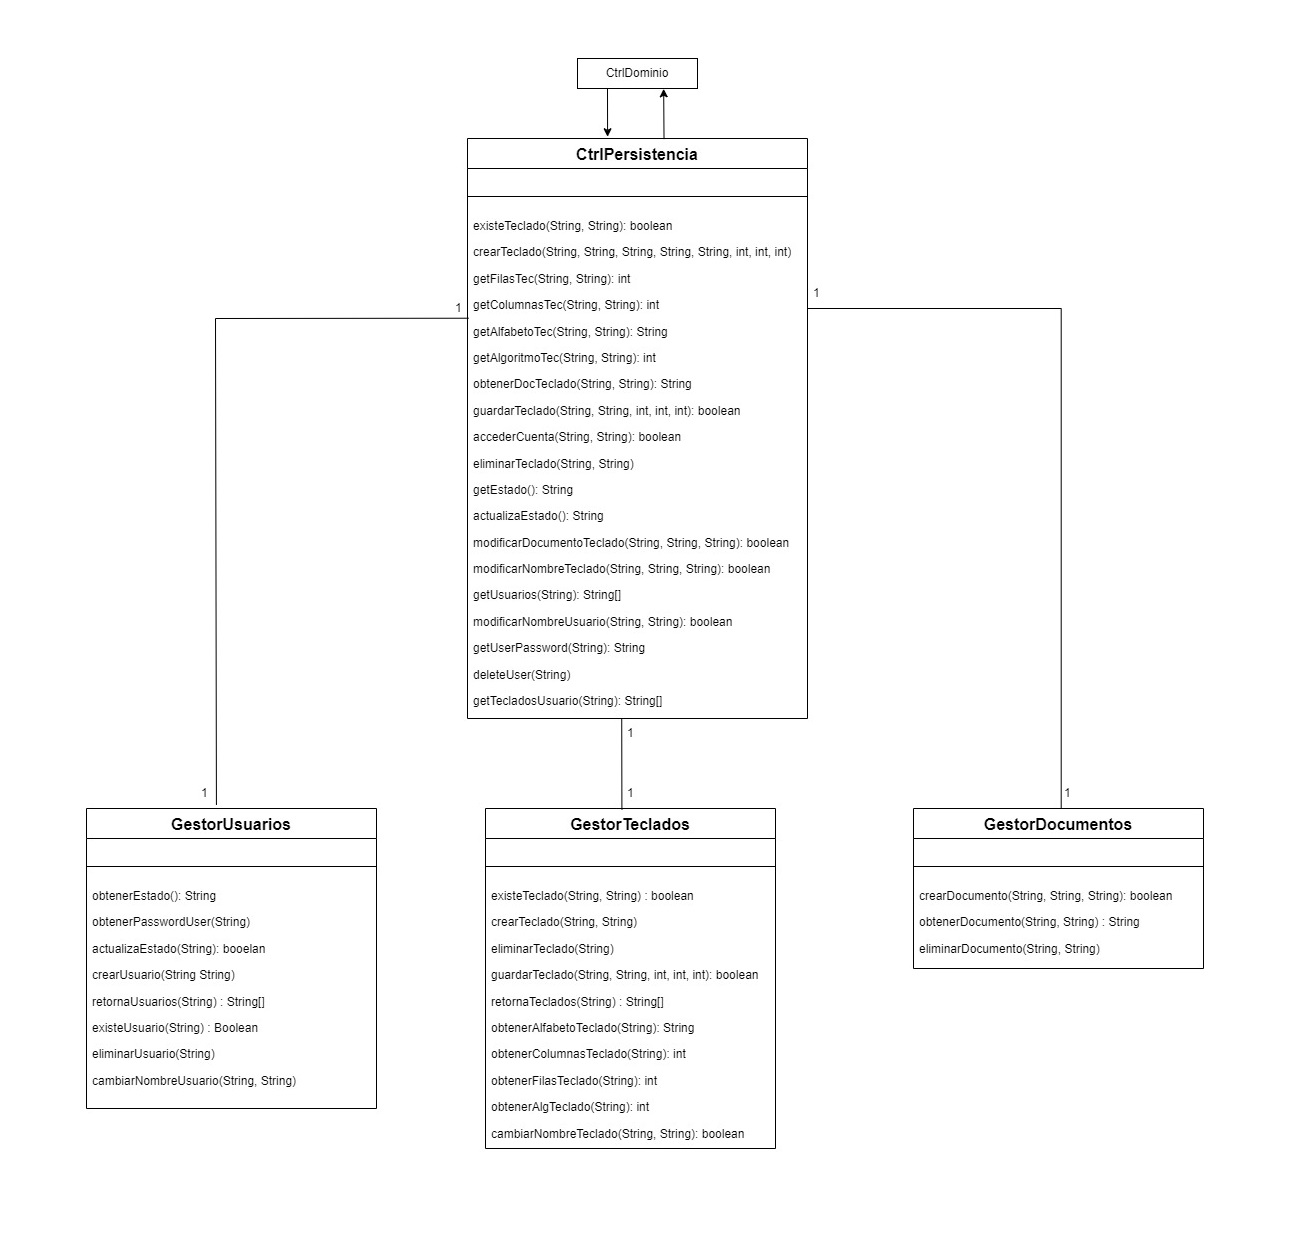 CtrlDominio
CtrlPersistencia
existeTeclado(String, String): boolean
crearTeclado(String, String, String, String, String, int, int, int)
getFilasTec(String, String): int
getColumnasTec(String, String): int
getAlfabetoTec(String, String): String
getAlgoritmoTec(String, String): int
obtenerDocTeclado(String, String): String
guardarTeclado(String, String, int, int, int): boolean
accederCuenta(String, String): boolean
eliminarTeclado(String, String)
getEstado(): String
actualizaEstado(): String
modificarDocumentoTeclado(String, String, String): boolean
modificarNombreTeclado(String, String, String): boolean
getUsuarios(String): String[]
modificarNombreUsuario(String, String): boolean
getUserPassword(String): String
deleteUser(String)
getTecladosUsuario(String): String[]
1
1
1
1
1
1
GestorUsuarios
obtenerEstado(): String
obtenerPasswordUser(String)
actualizaEstado(String): booelan
crearUsuario(String String)
retornaUsuarios(String) : String[]
existeUsuario(String) : Boolean
eliminarUsuario(String)
cambiarNombreUsuario(String, String)
GestorTeclados
existeTeclado(String, String) : boolean
crearTeclado(String, String)
eliminarTeclado(String)
guardarTeclado(String, String, int, int, int): boolean
retornaTeclados(String) : String[]
obtenerAlfabetoTeclado(String): String
obtenerColumnasTeclado(String): int
obtenerFilasTeclado(String): int
obtenerAlgTeclado(String): int
cambiarNombreTeclado(String, String): boolean
GestorDocumentos
crearDocumento(String, String, String): boolean
obtenerDocumento(String, String) : String
eliminarDocumento(String, String)